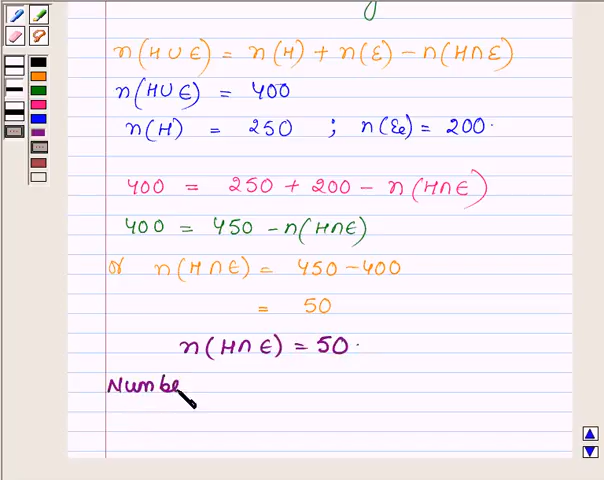 n(H∪E) = n(H) + n(E) − n(H∩E)
n(H∪E) = 400
n(H) = 250 ; n(E) = 200.
400 = 250 + 200 − n(H∩E)
400 = 450 − n(H∩E)
or n(H∩E) = 450 − 400
= 50
n(H∩E) = 50.
Numbe